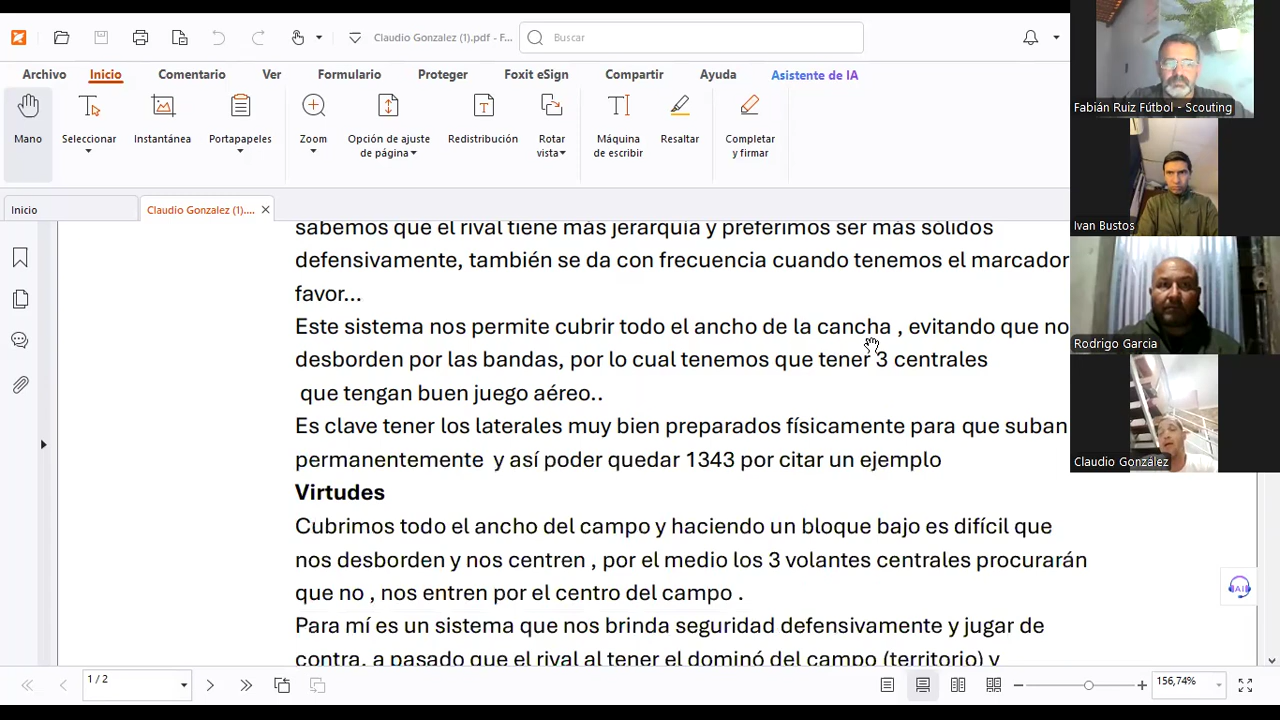 Claudio Gonzalez (1).pdf - F...
Buscar
Archivo Inicio Comentario Ver Formulario Proteger Foxit eSign Compartir Ayuda Asistente de IA
Mano
Seleccionar
Instantánea
Portapapeles
Zoom
Opción de ajuste
de página
Redistribución
Rotar
vista
Máquina
de escribir
Resaltar
Completar
y firmar
Inicio
Claudio Gonzalez (1)....
sabemos que el rival tiene más jerarquía y preferimos ser más sólidos
defensivamente, también se da con frecuencia cuando tenemos el marcador
favor...
Este sistema nos permite cubrir todo el ancho de la cancha , evitando que no
desborden por las bandas, por lo cual tenemos que tener 3 centrales
que tengan buen juego aéreo..
Es clave tener los laterales muy bien preparados físicamente para que suban
permanentemente y así poder quedar 1343 por citar un ejemplo
Virtudes
Cubrimos todo el ancho del campo y haciendo un bloque bajo es difícil que
nos desborden y nos centren , por el medio los 3 volantes centrales procurarán
que no , nos entren por el centro del campo .
Para mí es un sistema que nos brinda seguridad defensivamente y jugar de
contra, a pasado que el rival al tener el dominó del campo (territorio) y
1 / 2
156,74%
AI
Fabián Ruiz Fútbol - Scouting
Ivan Bustos
Rodrigo Garcia
Claudio González